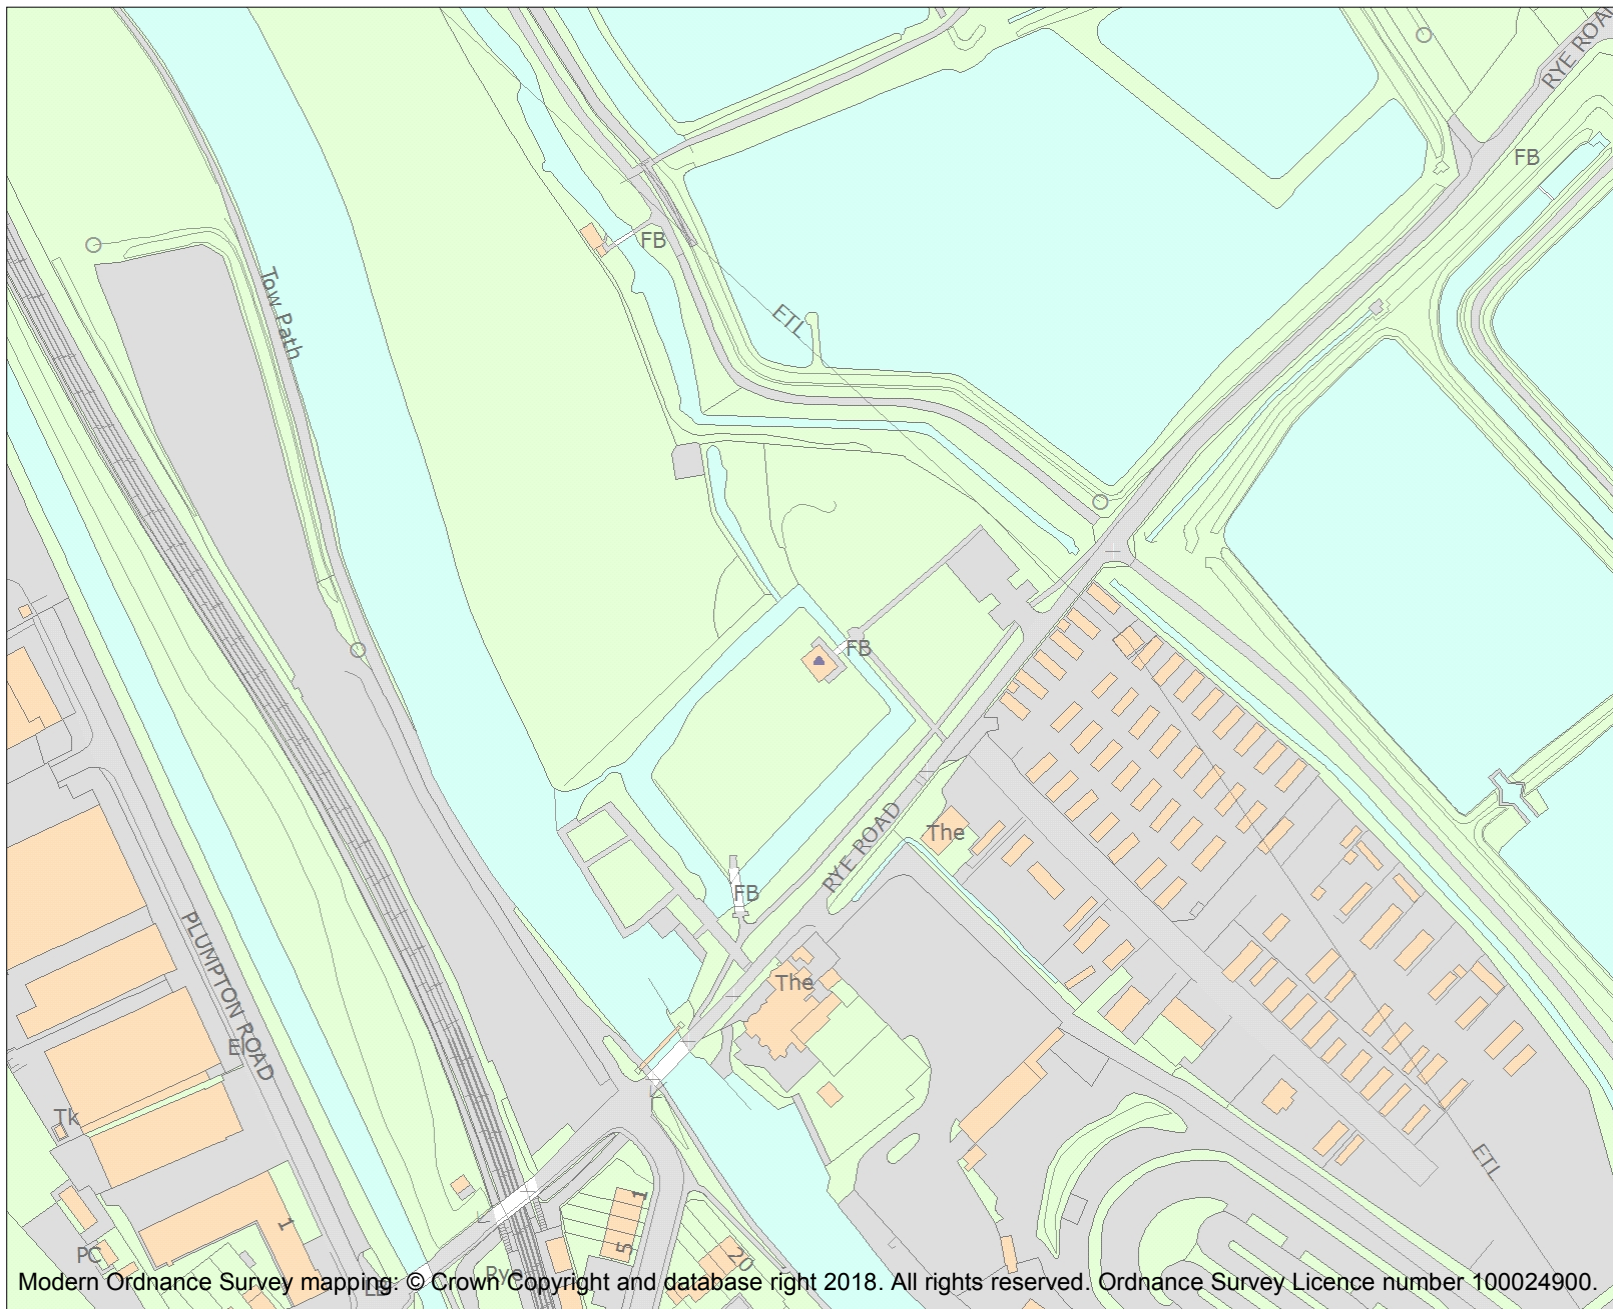 RYE ROAD
FB
FB
Tow Path
ETL
FB
The
RYE ROAD
FB
PLUMPTON ROAD
The
El
Tk
ETL
1
1
5
PC
20
Rye
LB
Modern Ordnance Survey mapping: © Crown Copyright and database right 2018. All rights reserved. Ordnance Survey Licence number 100024900.